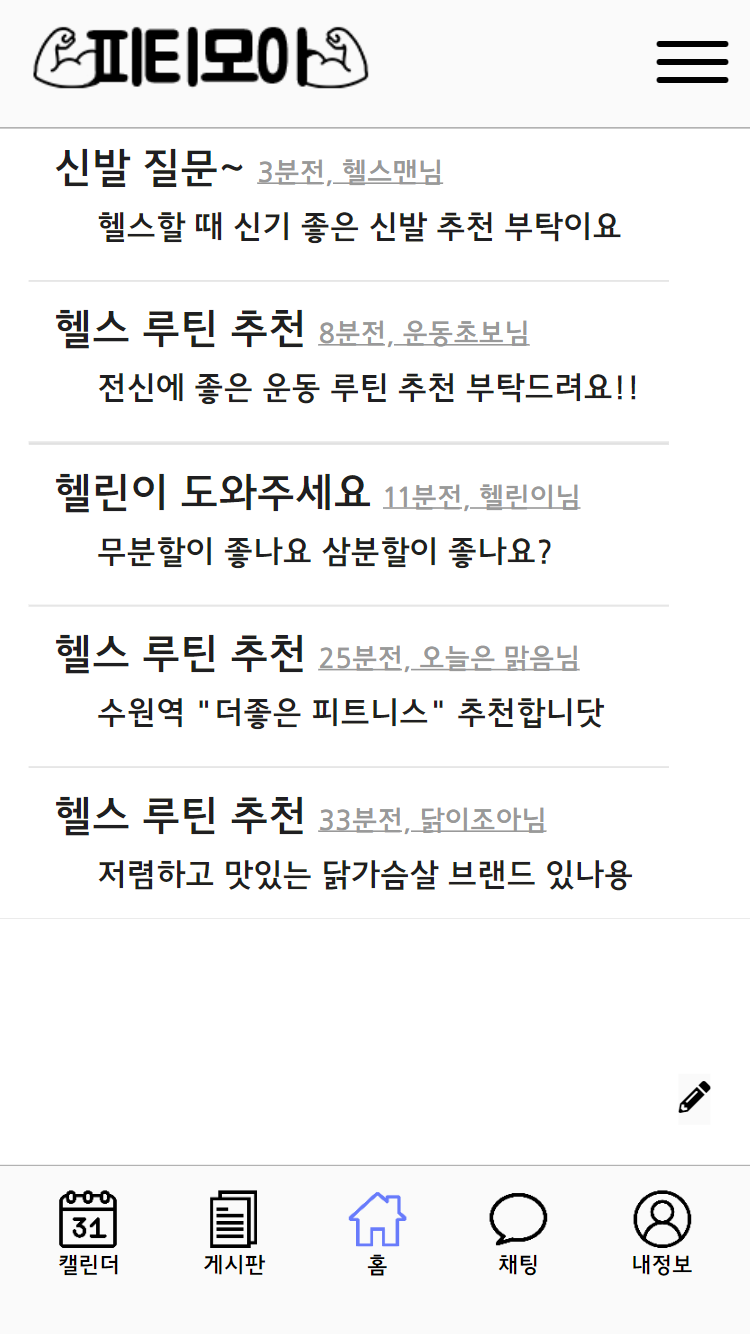 피티모아
신발 질문~ 3분전, 헬스맨님
헬스할 때 신기 좋은 신발 추천 부탁이요
헬스 루틴 추천 8분전, 운동초보님
전신에 좋은 운동 루틴 추천 부탁드려요!!
헬린이 도와주세요 11분전, 헬린이님
무분할이 좋나요 삼분할이 좋나요?
헬스 루틴 추천 25분전, 오늘은 맑음님
수원역 "더좋은 피트니스" 추천합니닷
헬스 루틴 추천 33분전, 닭이조아님
저렴하고 맛있는 닭가슴살 브랜드 있나용
31
캘린더 게시판 홈 채팅 내정보